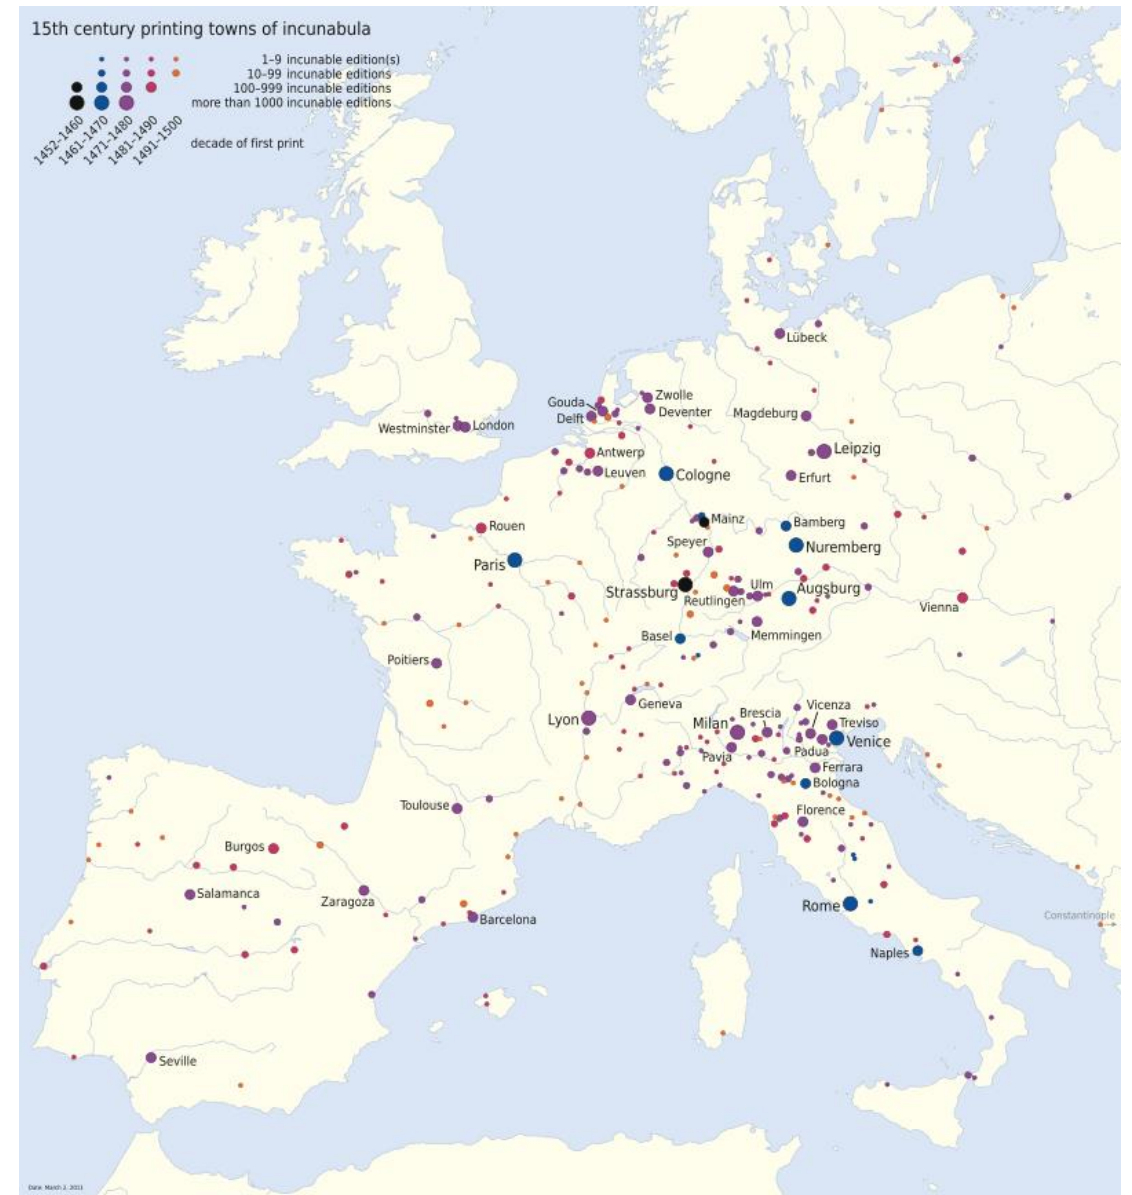 15th century printing towns of incunabula
1–9 incunable edition(s)
10–99 incunable editions
100–999 incunable editions
more than 1000 incunable editions
1452-1460
1461-1470
1471-1480
1481-1490
1491-1500
decade of first print
Lübeck
Gouda
Zwolle
Delft
Deventer
Magdeburg
Westminster
London
Antwerp
Leipzig
Leuven
Cologne
Erfurt
Rouen
Mainz
Bamberg
Speyer
Nuremberg
Paris
Strassburg
Ulm
Augsburg
Reutlingen
Vienna
Basel
Memmingen
Poitiers
Geneva
Lyon
Milan
Brescia
Vicenza
Treviso
Venice
Pavia
Padua
Ferrara
Bologna
Toulouse
Florence
Burgos
Salamanca
Zaragoza
Rome
Barcelona
Constantinople
Naples
Seville
Date: March 2, 2011